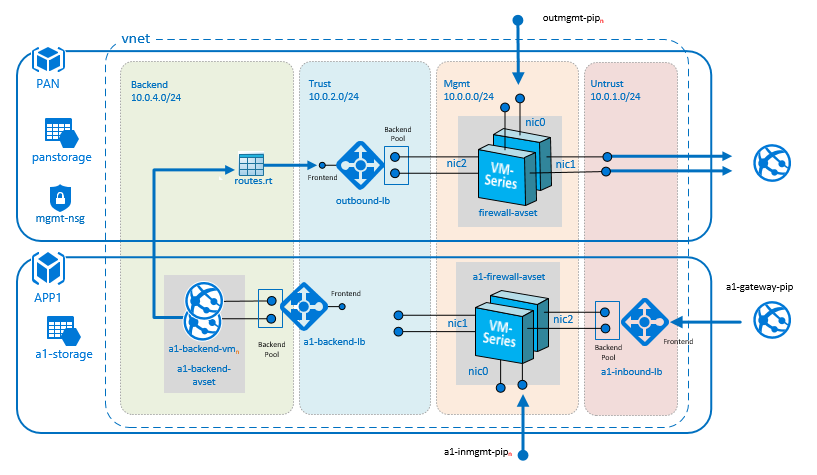 outmgmt-pipn
vnet
PAN
Backend
10.0.4.0/24
Trust
10.0.2.0/24
Mgmt
10.0.0.0/24
Untrust
10.0.1.0/24
panstorage
mgmt-nsg
routes.rt
Frontend
Backend
Pool
outbound-lb
nic0
nic2
nic1
VM-
Series
firewall-avset
APP1
a1-storage
a1-backend-vmn
a1-backend-
avset
Backend
Pool
Frontend
a1-backend-lb
a1-firewall-avset
nic1
nic2
nic0
VM-
Series
Backend
Pool
Frontend
a1-inbound-lb
a1-gateway-pip
a1-inmgmt-pipn